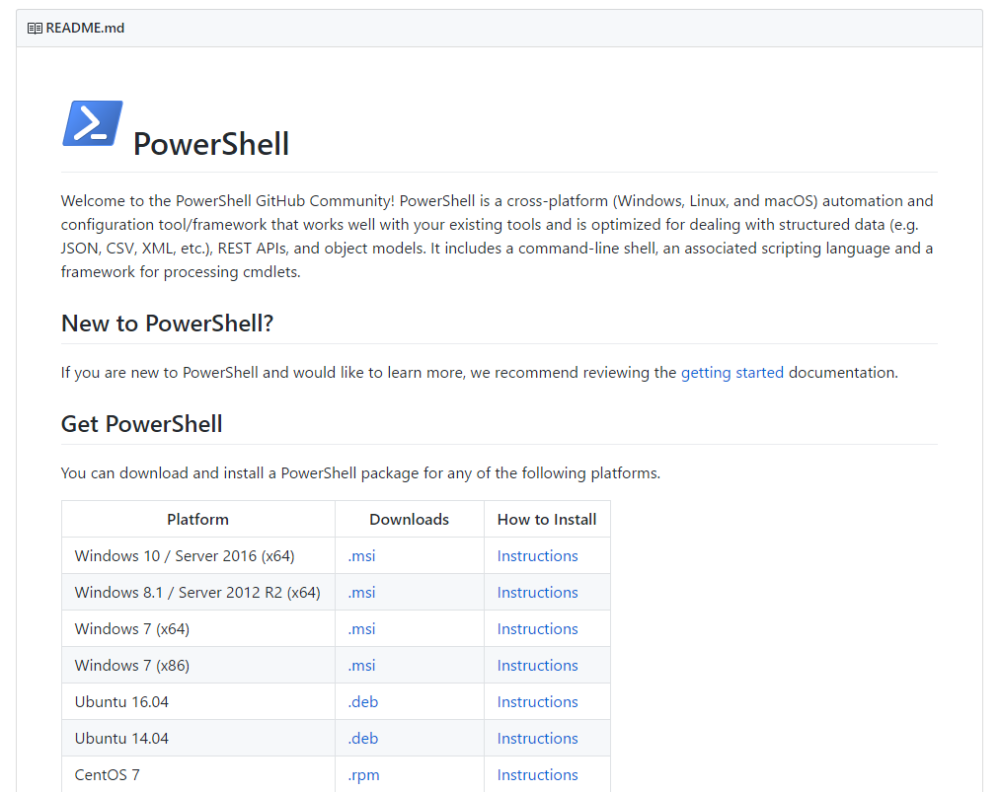 README.md
PowerShell
Welcome to the PowerShell GitHub Community! PowerShell is a cross-platform (Windows, Linux, and macOS) automation and
configuration tool/framework that works well with your existing tools and is optimized for dealing with structured data (e.g.
JSON, CSV, XML, etc.), REST APIs, and object models. It includes a command-line shell, an associated scripting language and a
framework for processing cmdlets.
New to PowerShell?
If you are new to PowerShell and would like to learn more, we recommend reviewing the getting started documentation.
Get PowerShell
You can download and install a PowerShell package for any of the following platforms.
Platform Downloads How to Install
Windows 10 / Server 2016 (x64) .msi Instructions
Windows 8.1 / Server 2012 R2 (x64) .msi Instructions
Windows 7 (x64) .msi Instructions
Windows 7 (x86) .msi Instructions
Ubuntu 16.04 .deb Instructions
Ubuntu 14.04 .deb Instructions
CentOS 7 .rpm Instructions